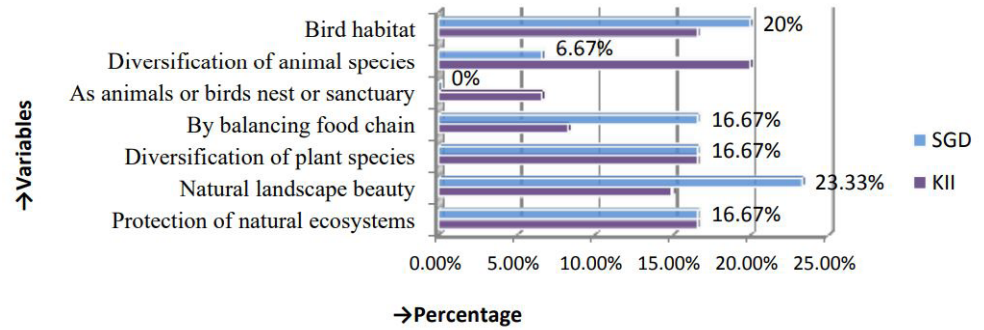 Bird habitat
20%
Diversification of animal species
6.67%
As animals or birds nest or sanctuary
0%
By balancing food chain
16.67%
Diversification of plant species
16.67%
Natural landscape beauty
23.33%
Protection of natural ecosystems
16.67%
→Variables
SGD
KII
0.00% 5.00% 10.00% 15.00% 20.00% 25.00%
→Percentage